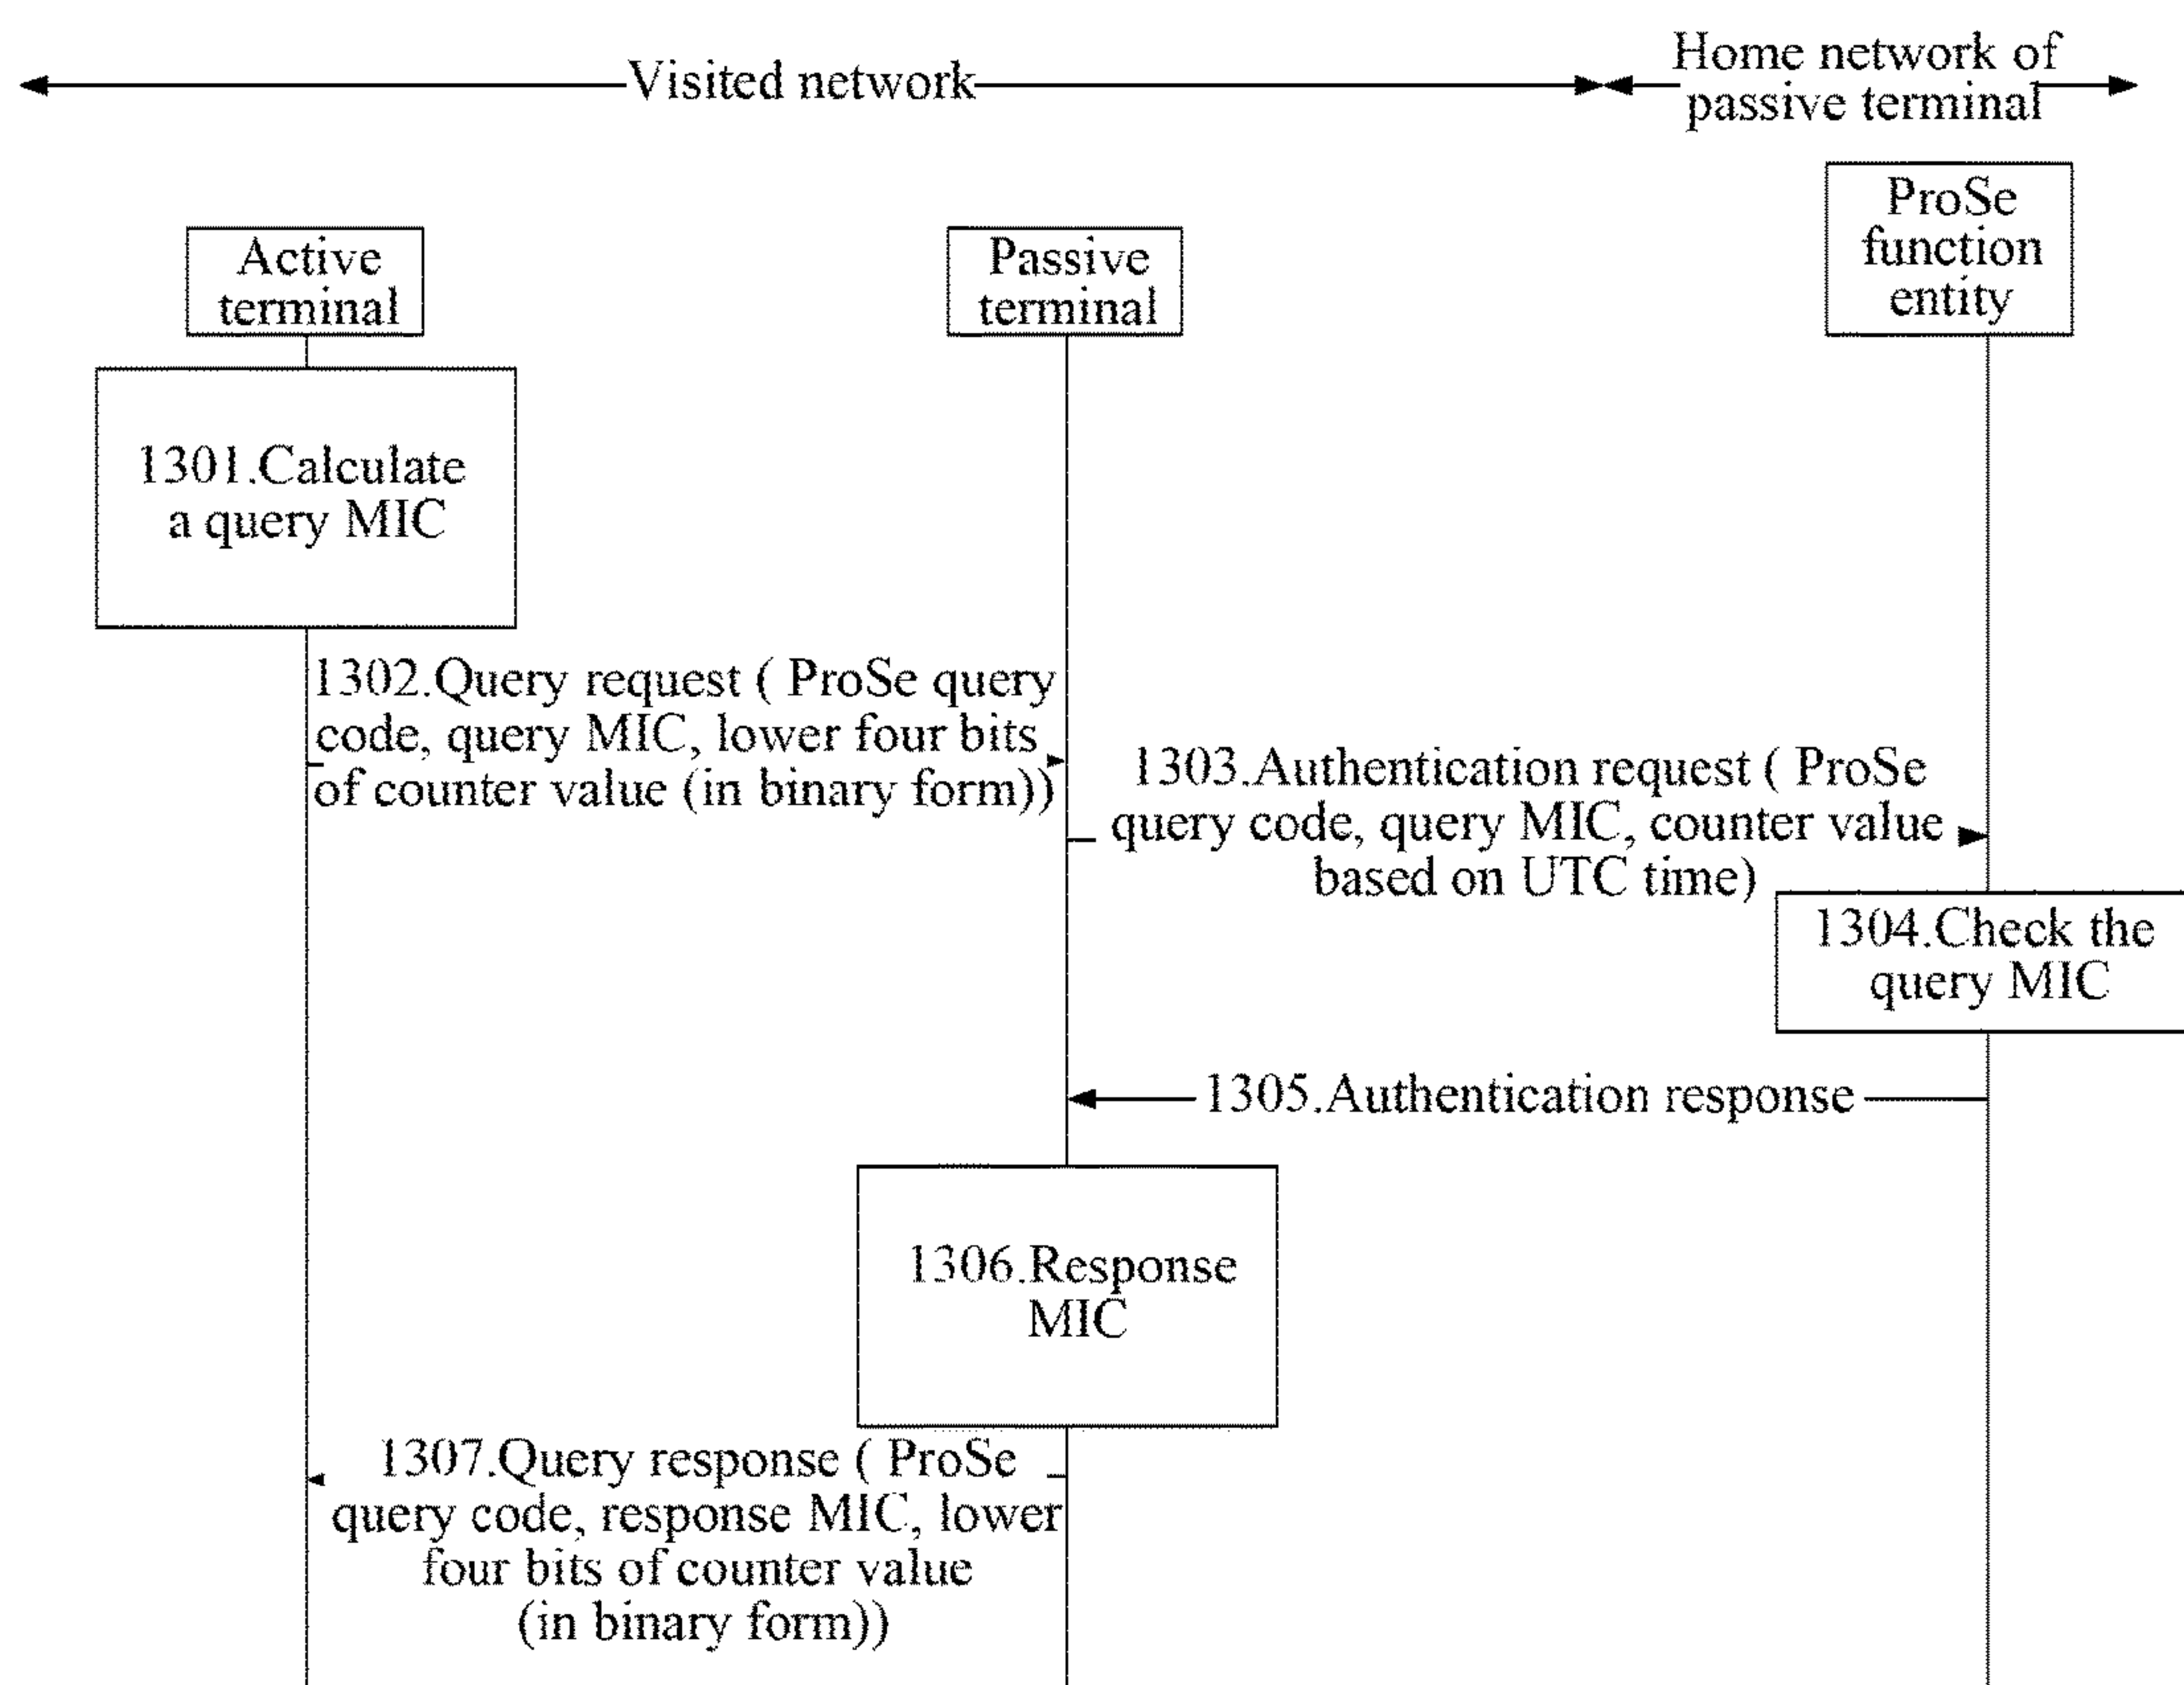 Visited network
Home network of
passive terminal
Active
terminal
Passive
terminal
ProSe
function
entity
1301.Calculate
a query MIC
1302.Query request ( ProSe query
code, query MIC, lower four bits
of counter value (in binary form))
1303.Authentication request ( ProSe
query code, query MIC, counter value
based on UTC time)
1304.Check the
query MIC
1305.Authentication response
1306.Response
MIC
1307.Query response ( ProSe
query code, response MIC, lower
four bits of counter value
(in binary form))